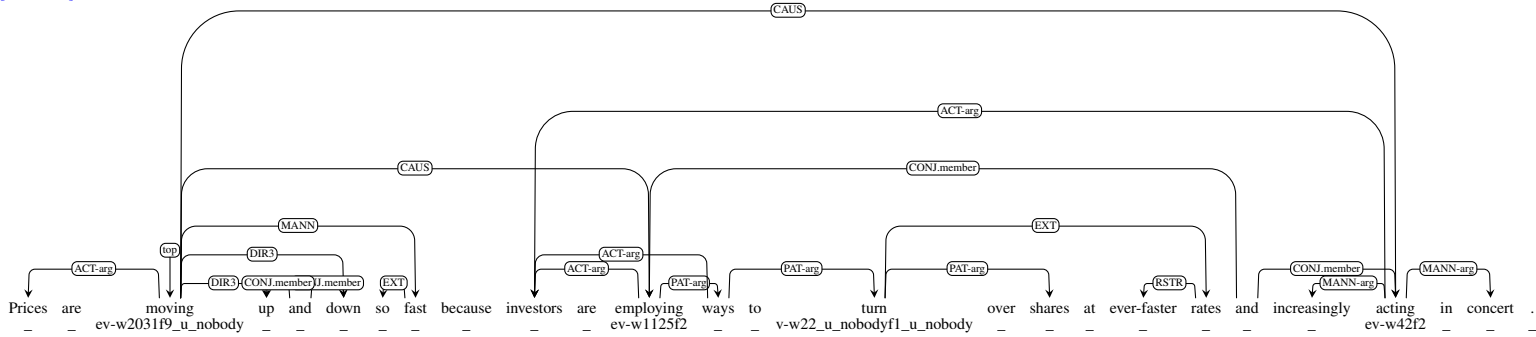 CAUS
ACT-arg
CAUS
CONJ.member
MANN
EXT
top
DIR3
ACT-arg
ACT-arg
ACT-arg
PAT-arg
PAT-arg
CONJ.member
MANN-arg
DIR3
CONJ.member
J.member
EXT
PAT-arg
RSTR
MANN-arg
Prices are moving up and down so fast because investors are employing ways to turn over shares at ever-faster rates and increasingly acting in concert .
_ _ ev-w2031f9_u_nobody _ _ _ _ _ _ _ _ ev-w1125f2 _ _ v-w22_u_nobodyf1_u_nobody _ _ _ _ _ _ _ ev-w42f2 _ _ _